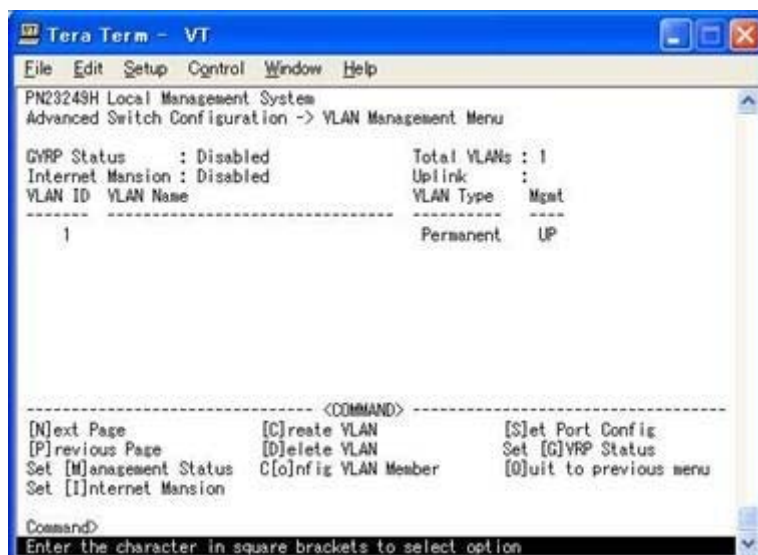 Tera Term - VT
File Edit Setup Control Window Help
PN23249H Local Management System
Advanced Switch Configuration -> VLAN Management Menu
GVRP Status : Disabled Total VLANs : 1
Internet Mansion : Disabled Uplink :
VLAN ID VLAN Name VLAN Type Mgmt
------- -------------------------------- ---------- ----
1 Permanent UP
------------------------------ <COMMAND> ---------------------------------
[N]ext Page [C]reate VLAN [S]et Port Config
[P]revious Page [D]elete VLAN Set [G]VRP Status
Set [M]anagement Status C[o]nfig VLAN Member [Q]uit to previous menu
Set [I]nternet Mansion
Command>
Enter the character in square brackets to select option